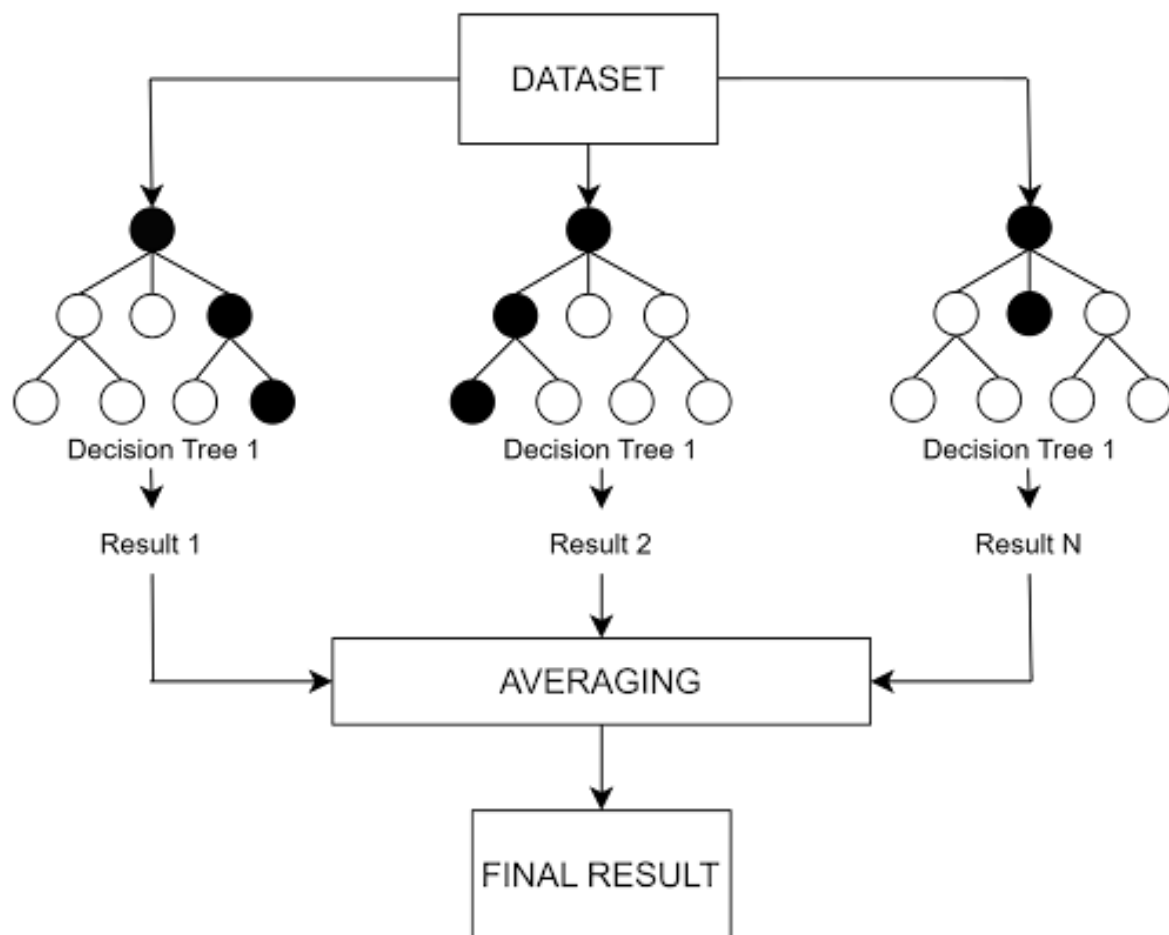 DATASET
Decision Tree 1
Decision Tree 1
Decision Tree 1
Result 1
Result 2
Result N
AVERAGING
FINAL RESULT